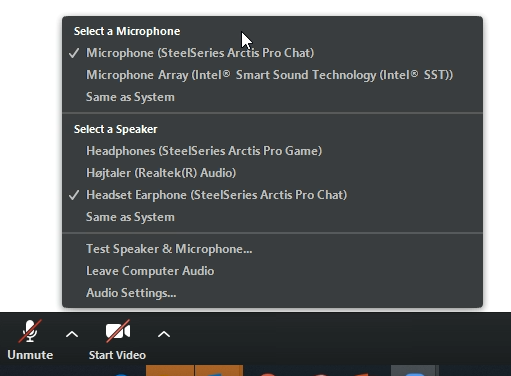 Select a Microphone
Microphone (SteelSeries Arctis Pro Chat)
Microphone Array (Intel® Smart Sound Technology (Intel® SST))
Same as System
Select a Speaker
Headphones (SteelSeries Arctis Pro Game)
Højtaler (Realtek(R) Audio)
Headset Earphone (SteelSeries Arctis Pro Chat)
Same as System
Test Speaker & Microphone...
Leave Computer Audio
Audio Settings...
Unmute Start Video